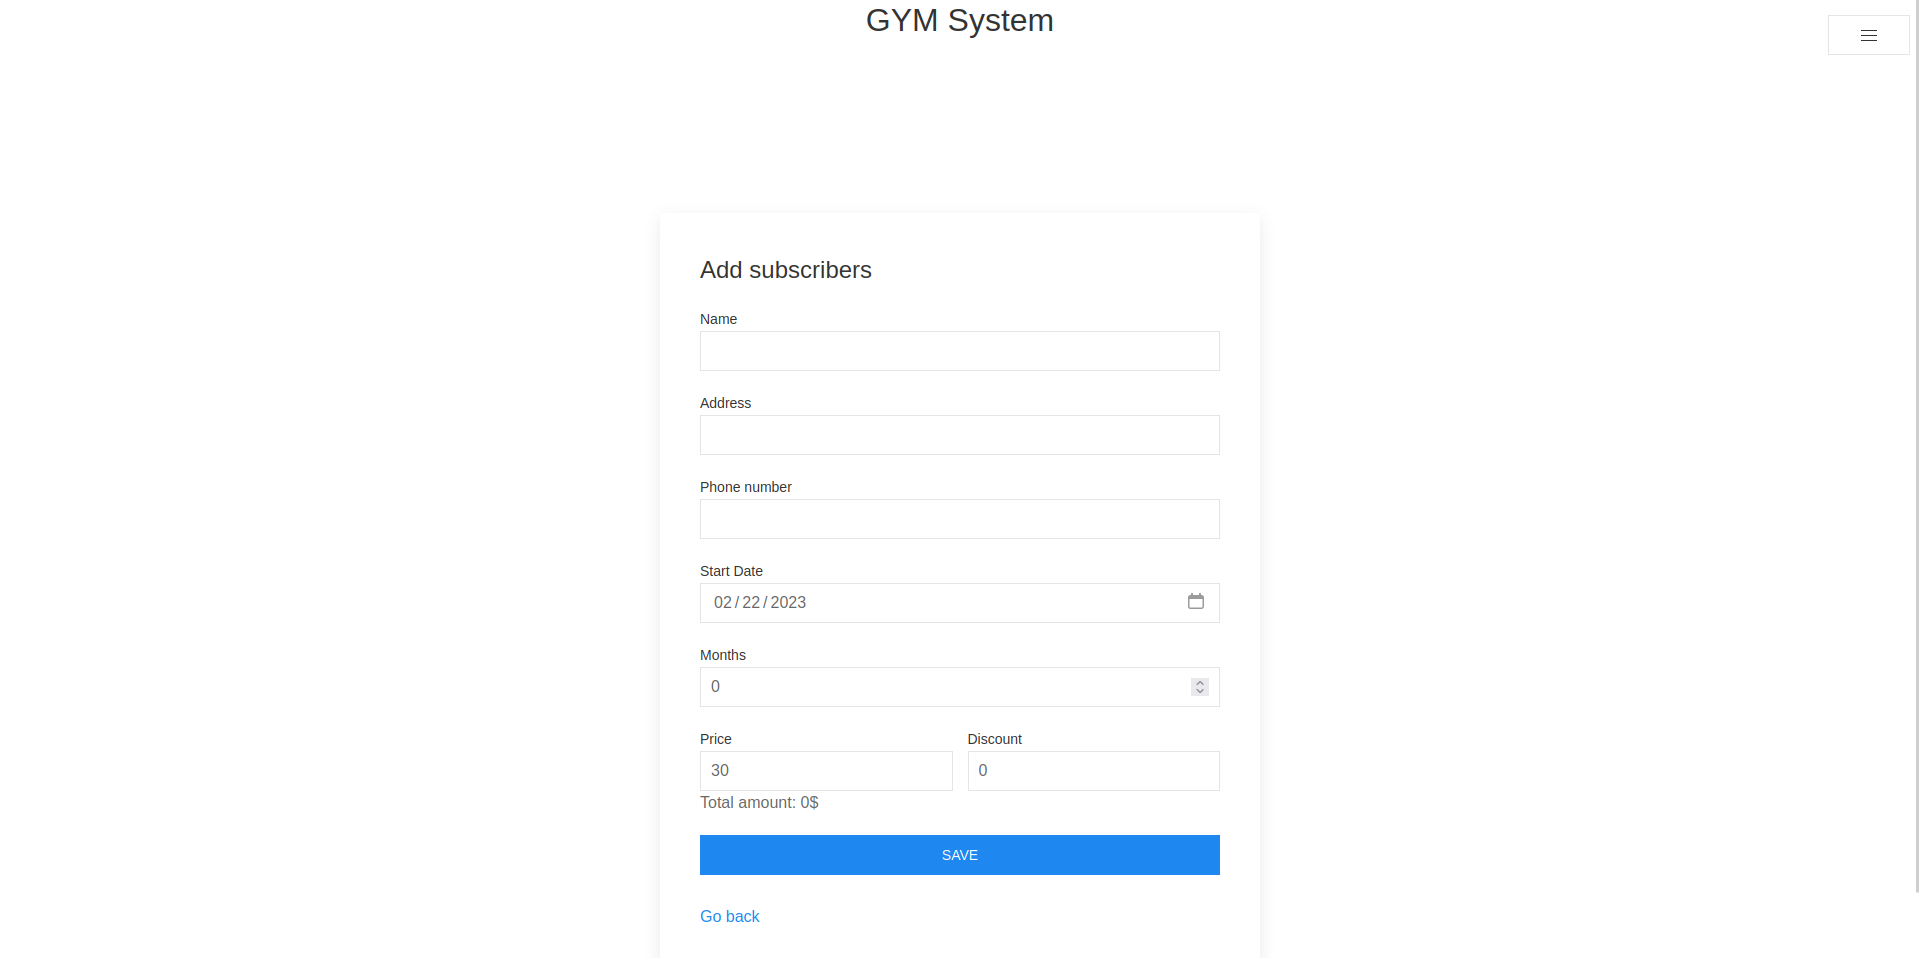 GYM System
Add subscribers
Name
Address
Phone number
Start Date
02/22/2023
Months
0
Price Discount
30 0
Total amount: 0$
SAVE
Go back